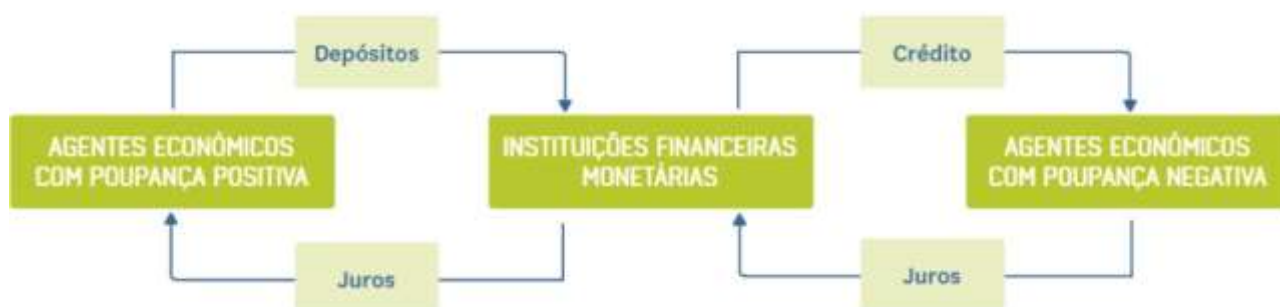 Depósitos
Crédito
AGENTES ECONÓMICOS
COM POUPANÇA POSITIVA
INSTITUIÇÕES FINANCEIRAS
MONETÁRIAS
AGENTES ECONÓMICOS
COM POUPANÇA NEGATIVA
Juros
Juros